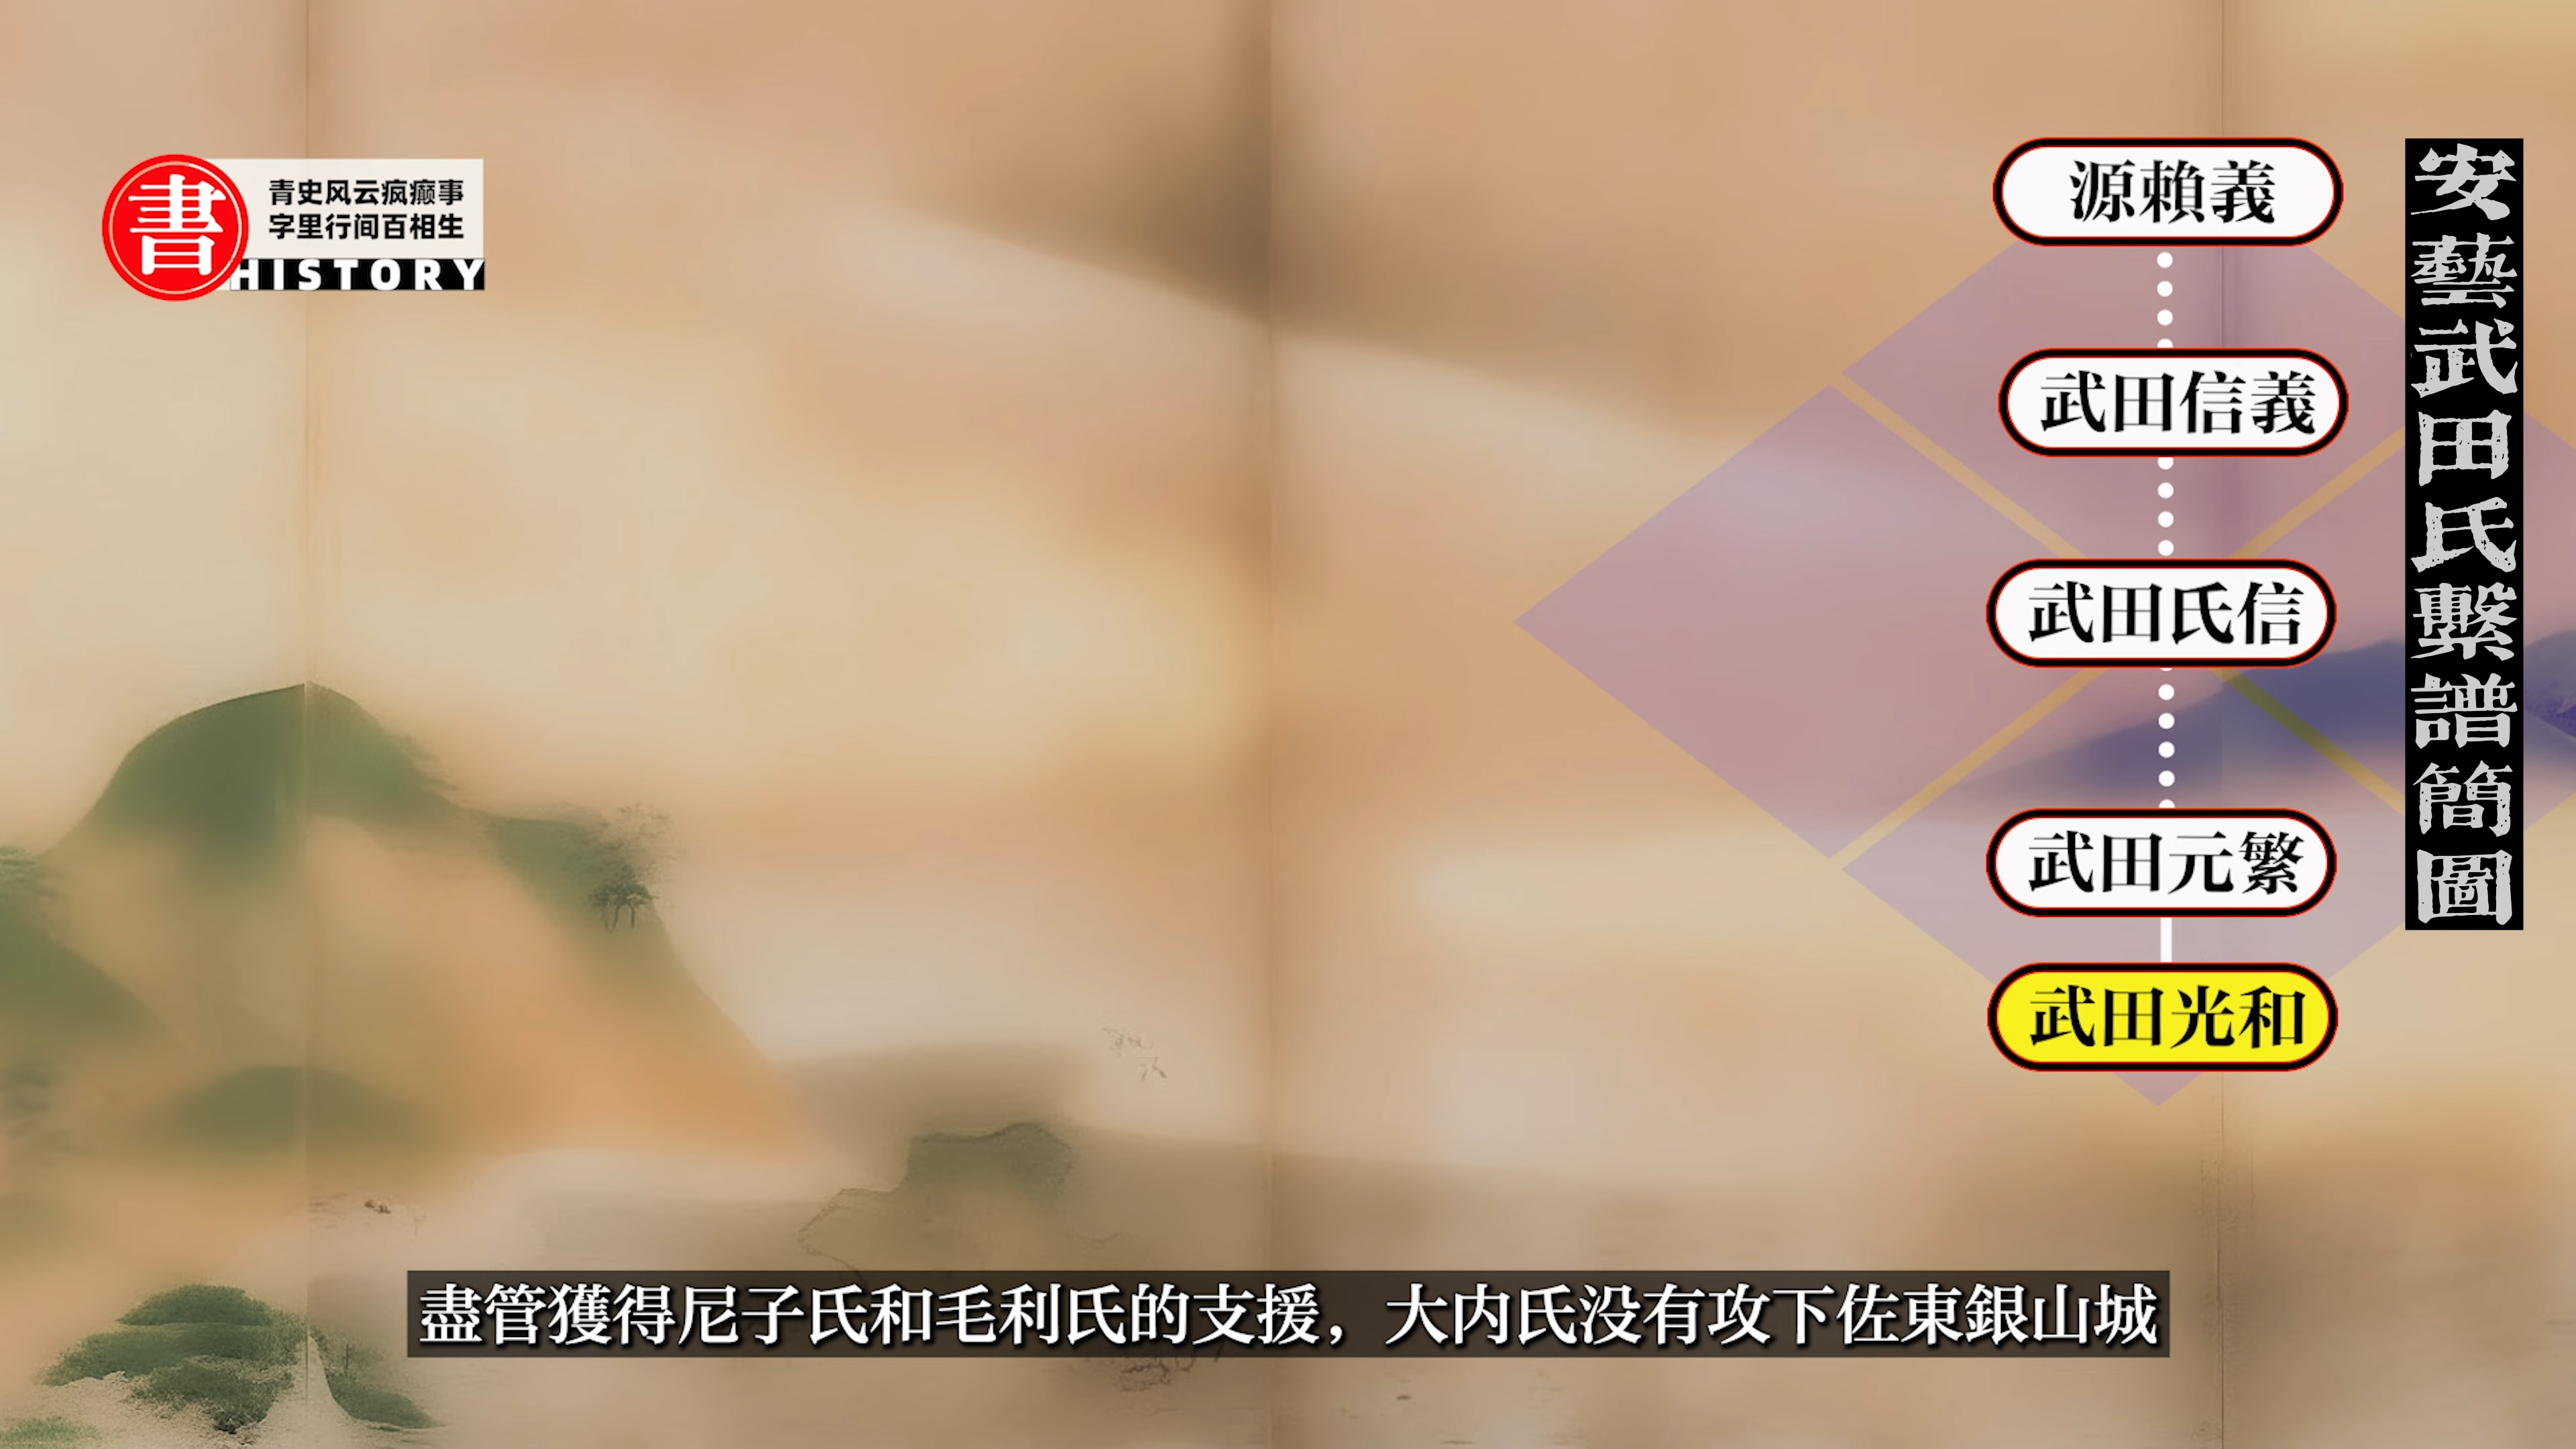 書
青史风云疯癫事
字里行间百相生
HISTORY
安藝武田氏繫譜簡圖
源賴義
武田信義
武田氏信
武田元繁
武田光和
盡管獲得尼子氏和毛利氏的支援，大内氏没有攻下佐東銀山城